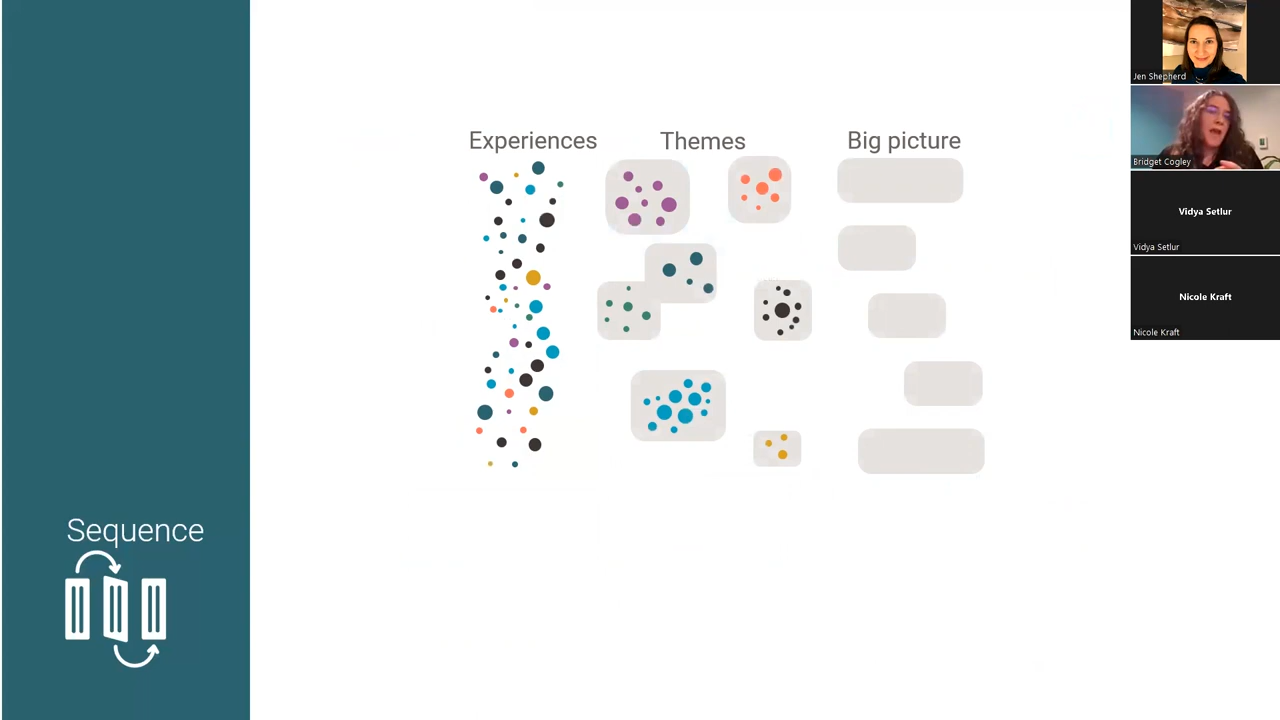 Experiences
Themes
Big picture
Sequence
Jen Shepherd
Bridget Cogley
Vidya Setlur
Vidya Setlur
Nicole Kraft
Nicole Kraft